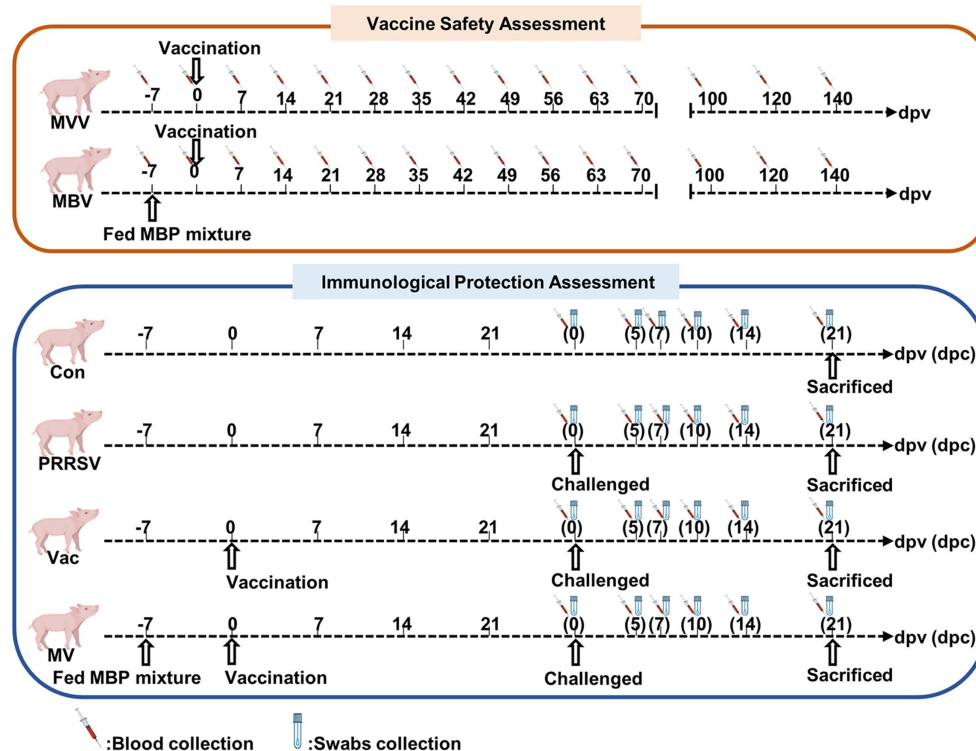 Vaccine Safety Assessment
Vaccination
-7 0 7 14 21 28 35 42 49 56 63 70 100 120 140
MVV dpv
Vaccination
-7 0 7 14 21 28 35 42 49 56 63 70 100 120 140
MBV dpv
Fed MBP mixture
Immunological Protection Assessment
-7 0 7 14 21 (0) (5) (7) (10) (14) (21) dpv (dpc)
Con
Sacrificed
-7 0 7 14 21 (0) (5) (7) (10) (14) (21) dpv (dpc)
PRRSV
Challenged Sacrificed
-7 0 7 14 21 (0) (5) (7) (10) (14) (21) dpv (dpc)
Vac
Vaccination Challenged Sacrificed
-7 0 7 14 21 (0) (5) (7) (10) (14) (21) dpv (dpc)
MV
Fed MBP mixture Vaccination Challenged Sacrificed
:Blood collection :Swabs collection